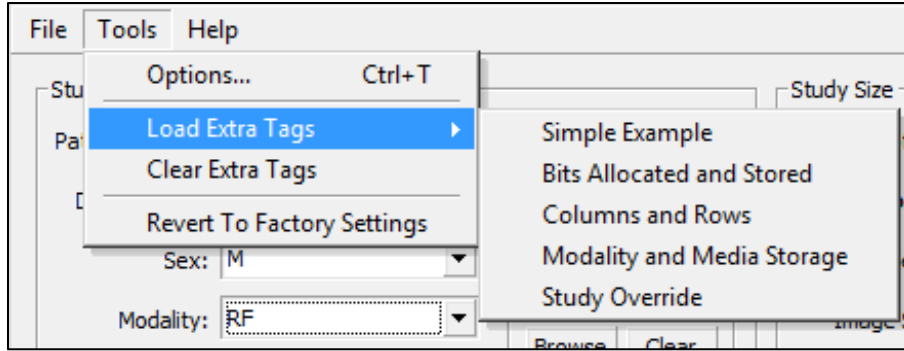 File Tools Help
Options... Ctrl+T
Load Extra Tags
Clear Extra Tags
Revert To Factory Settings
Simple Example
Bits Allocated and Stored
Columns and Rows
Modality and Media Storage
Study Override
Study Size
Sex: M
Modality: RF
Browse Clear